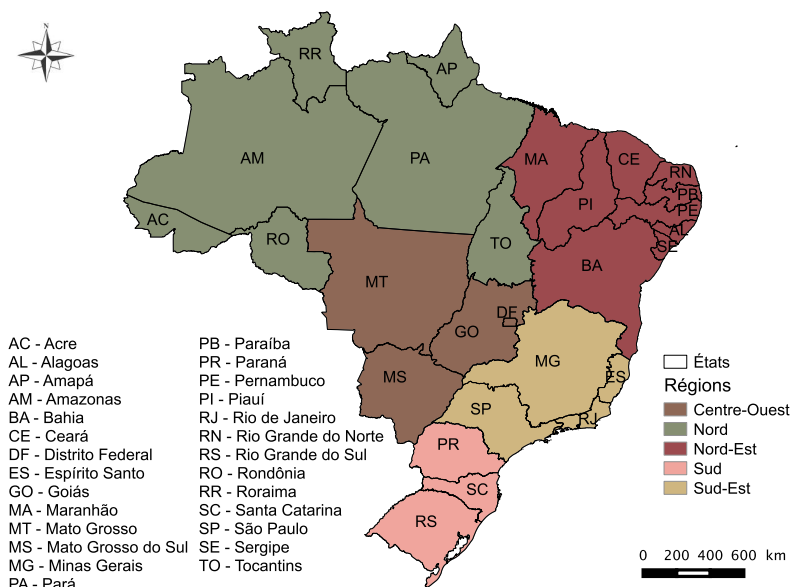 N
RR
AP
AM
PA
MA
CE
RN
PB
PE
AL
SE
PI
AC
RO
TO
BA
MT
DF
GO
MG
MS
ES
SP
RJ
PR
SC
RS
AC - Acre
AL - Alagoas
AP - Amapá
AM - Amazonas
BA - Bahia
CE - Ceará
DF - Distrito Federal
ES - Espírito Santo
GO - Goiás
MA - Maranhão
MT - Mato Grosso
MS - Mato Grosso do Sul
MG - Minas Gerais
PA - Pará
PB - Paraíba
PR - Paraná
PE - Pernambuco
PI - Piauí
RJ - Rio de Janeiro
RN - Rio Grande do Norte
RS - Rio Grande do Sul
RO - Rondônia
RR - Roraima
SC - Santa Catarina
SP - São Paulo
SE - Sergipe
TO - Tocantins
États
Régions
Centre-Ouest
Nord
Nord-Est
Sud
Sud-Est
0 200 400 600 km